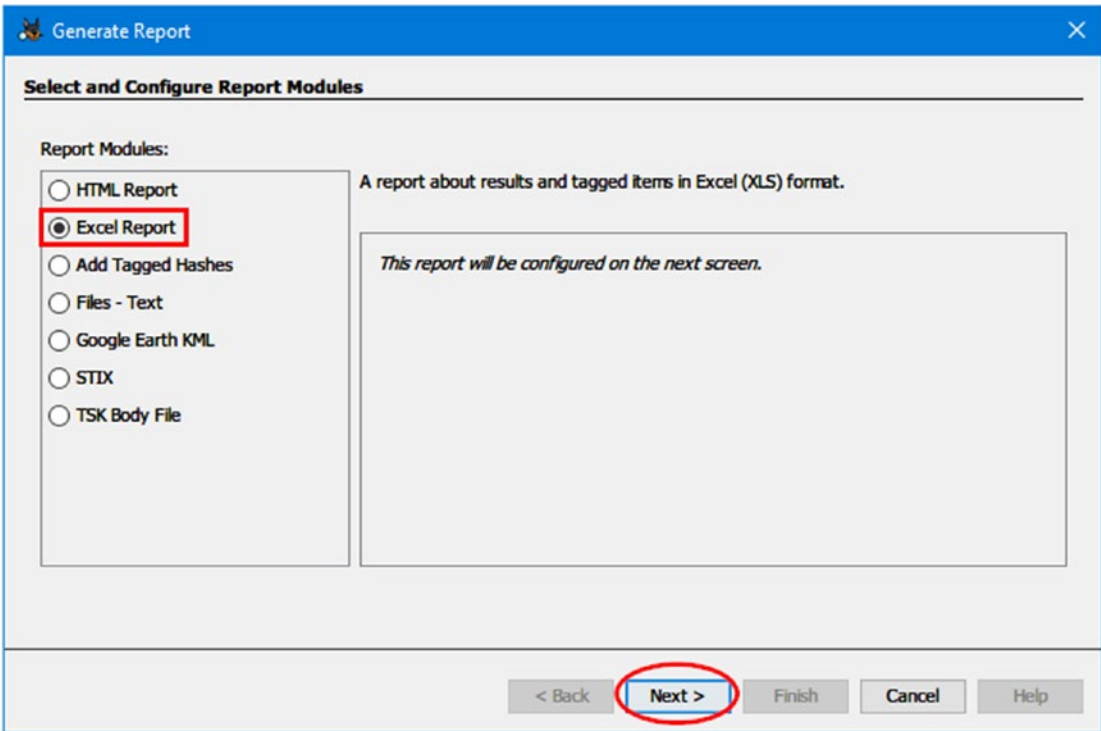 Generate Report
Select and Configure Report Modules
Report Modules:
HTML Report
Excel Report
Add Tagged Hashes
Files - Text
Google Earth KML
STIX
TSK Body File
A report about results and tagged items in Excel (XLS) format.
This report will be configured on the next screen.
< Back
Next >
Finish
Cancel
Help